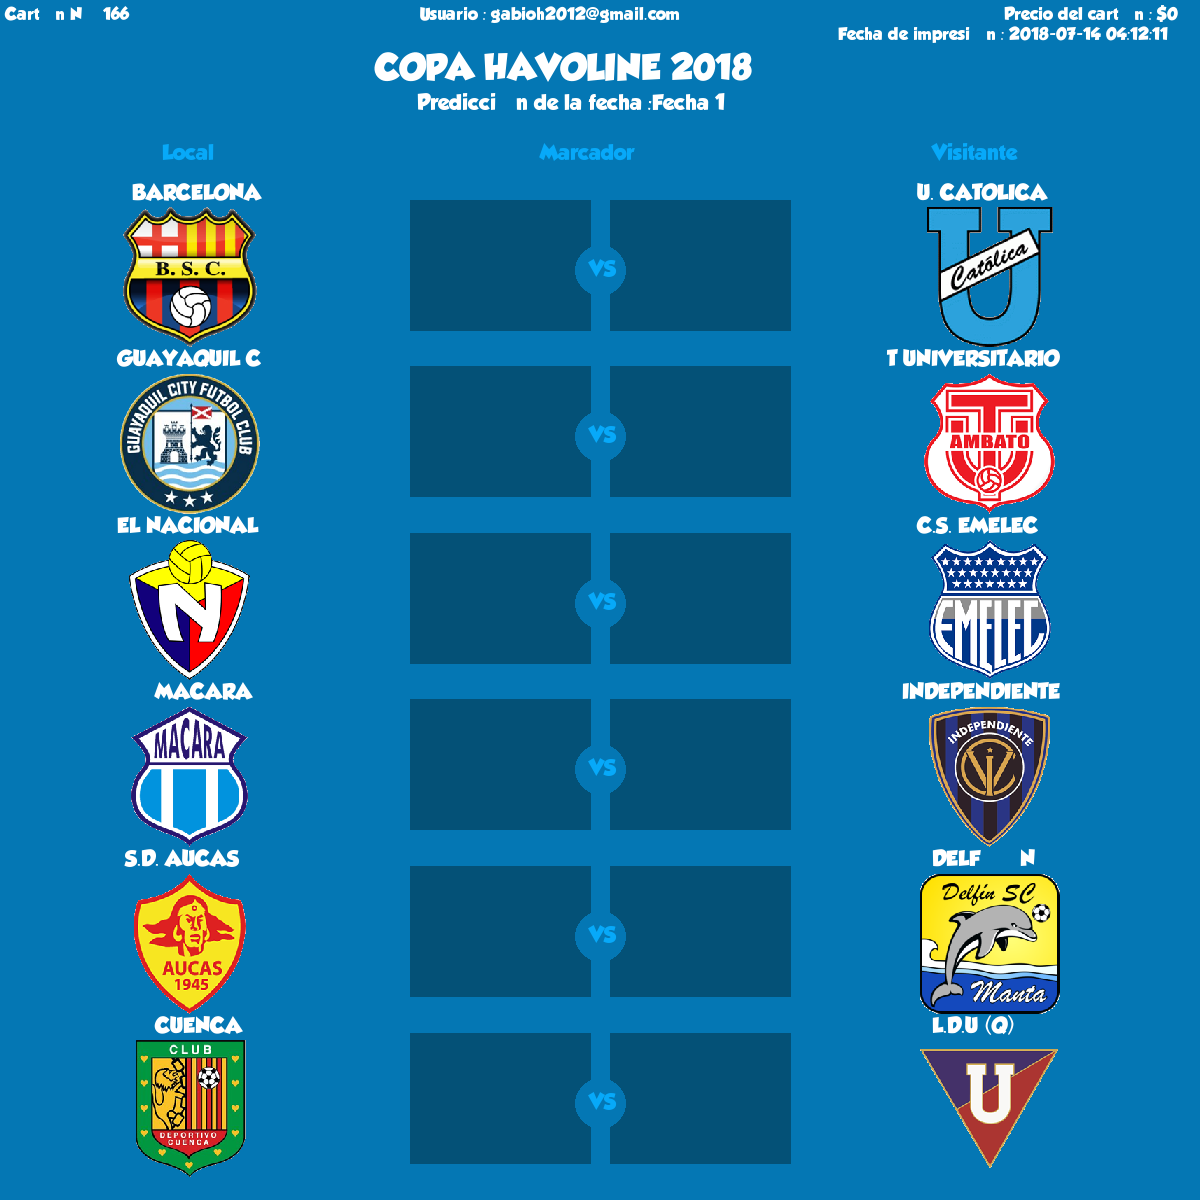 Cart n N 166
Usuario : gabioh2012@gmail.com
Precio del cart n : $0
Fecha de impresi n : 2018-07-14 04:12:11
COPA HAVOLINE 2018
Predicci n de la fecha :Fecha 1
Local Marcador Visitante
BARCELONA
U. CATOLICA
B. S. C.
VS
Católica
U
GUAYAQUIL C
T UNIVERSITARIO
GUAYAQUIL CITY FUTBOL CLUB
VS
TU
AMBATO
EL NACIONAL
C.S. EMELEC
N
VS
EMELEC
MACARA
INDEPENDIENTE
MACARA
VS
INDEPENDIENTE
S.D. AUCAS
DELF N
AUCAS
1945
VS
Delfín SC
Manta
CUENCA
L.D.U (Q)
CLUB
DEPORTIVO
CUENCA
VS
U